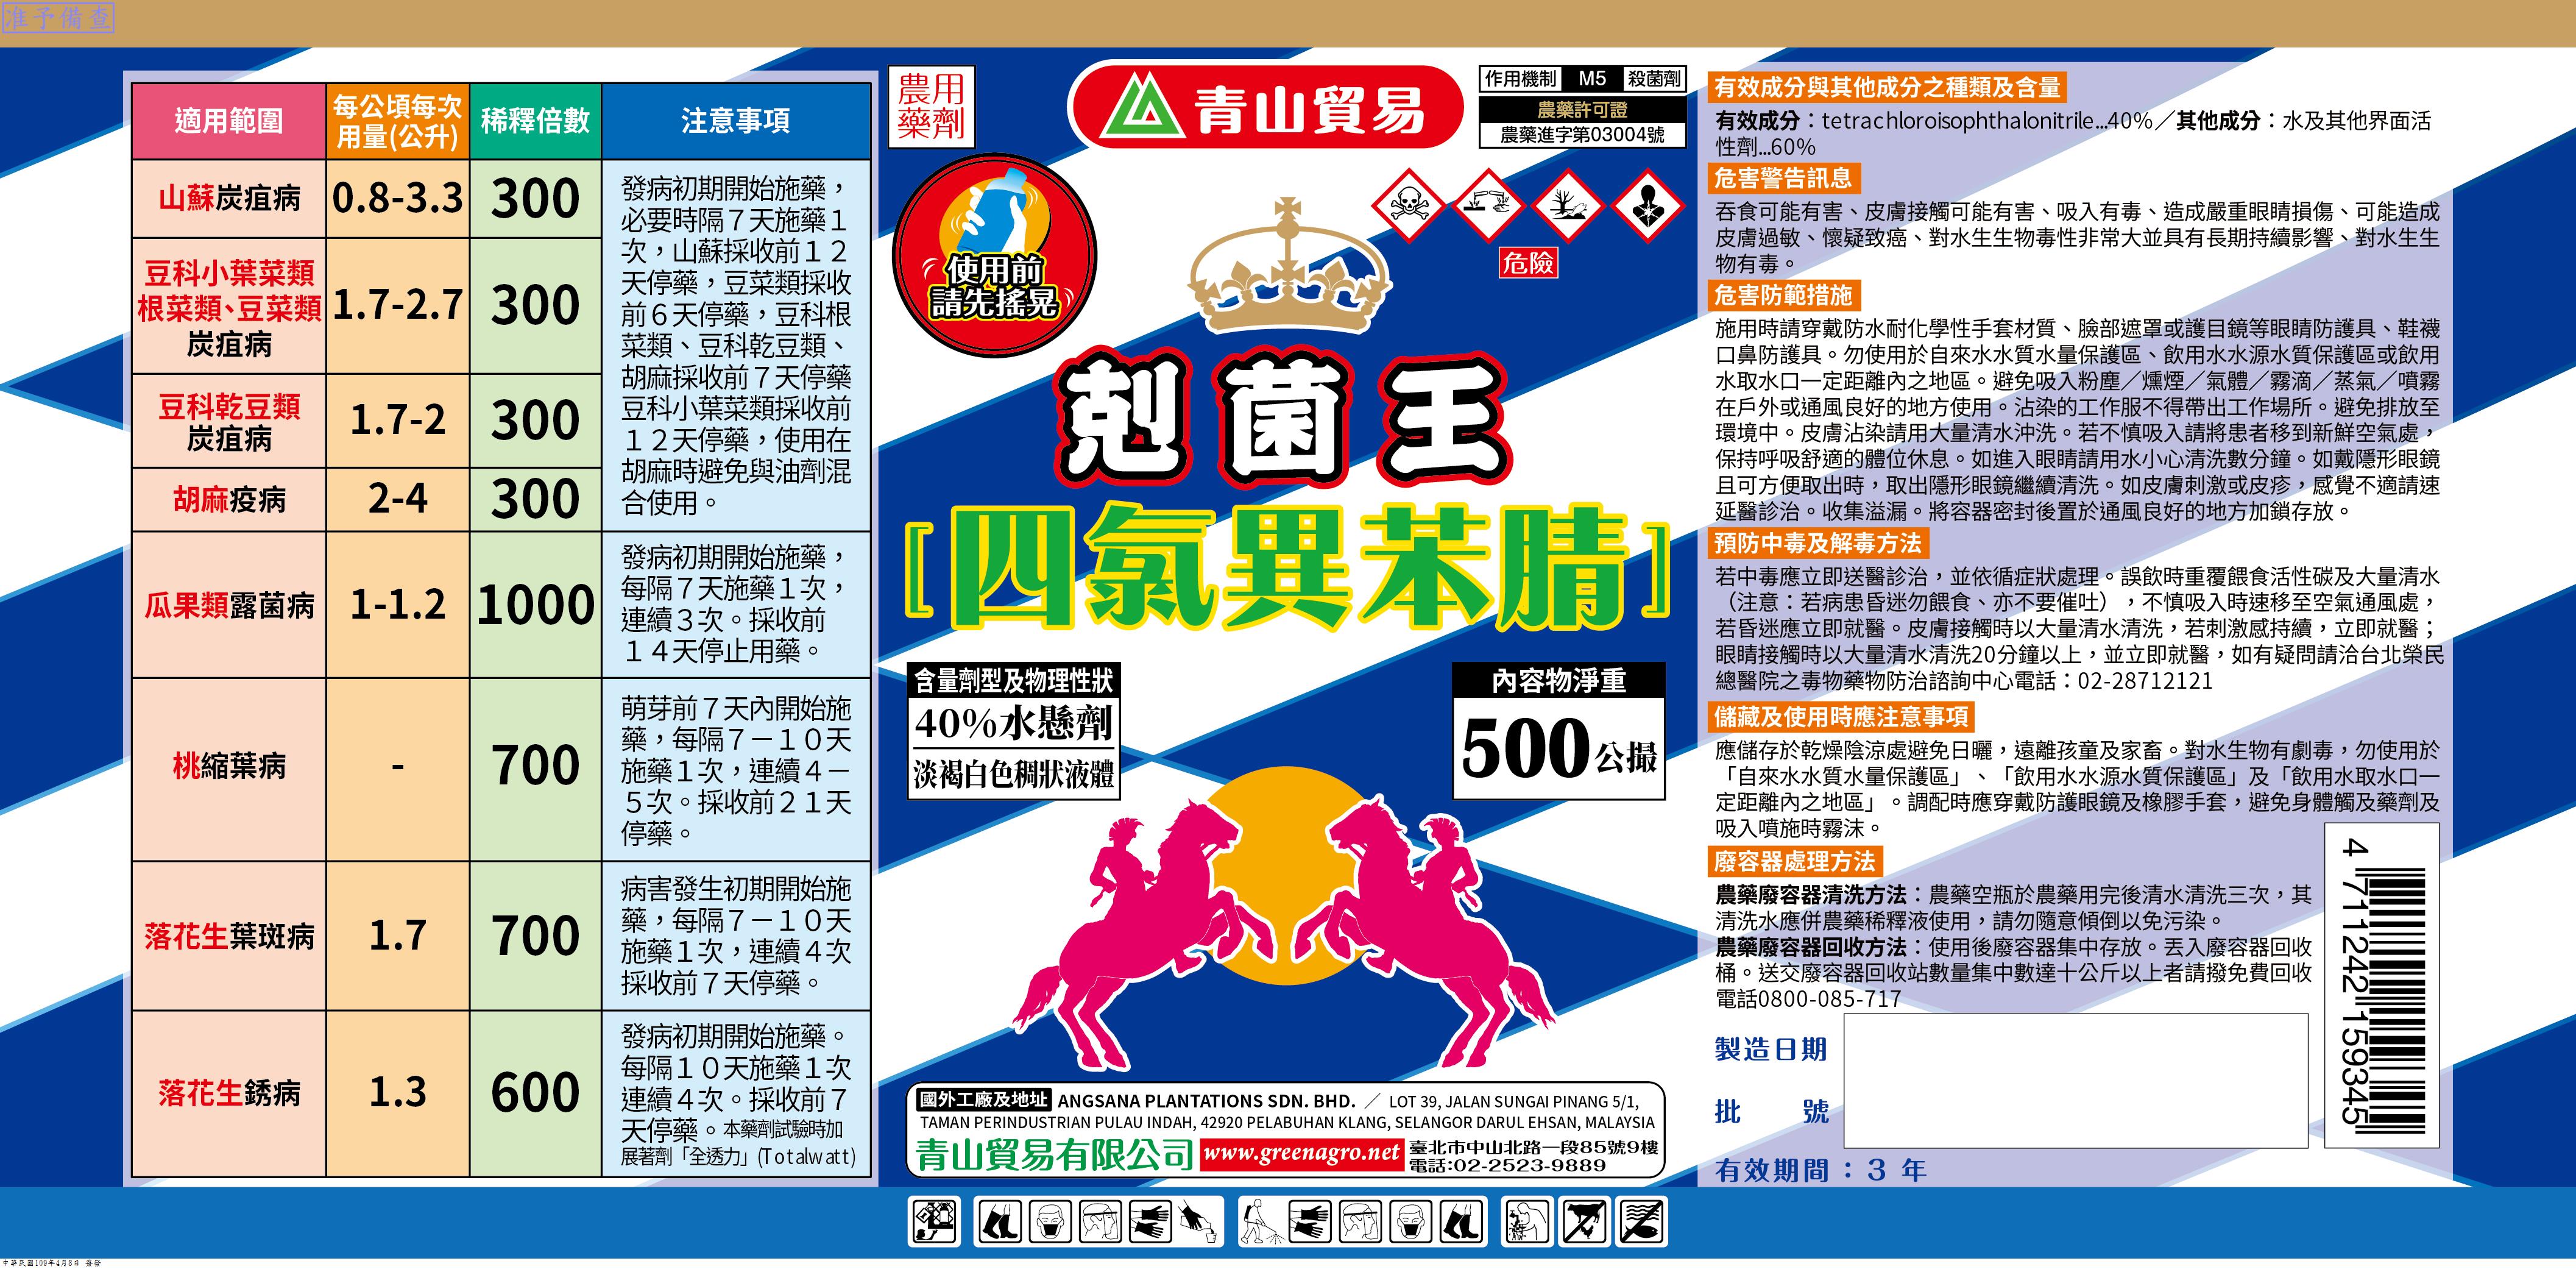 准予備查
適用範圍
每公頃每次
用量(公升)
稀釋倍數
注意事項
山蘇炭疽病
0.8-3.3
300
豆科小葉菜類
根菜類、豆菜類
炭疽病
1.7-2.7
300
豆科乾豆類
炭疽病
1.7-2
300
胡麻疫病
2-4
300
發病初期開始施藥，
必要時隔７天施藥１
次，山蘇採收前１２
天停藥，豆菜類採收
前６天停藥，豆科根
菜類、豆科乾豆類、
胡麻採收前７天停藥
豆科小葉菜類採收前
１２天停藥，使用在
胡麻時避免與油劑混
合使用。
瓜果類露菌病
1-1.2
1000
發病初期開始施藥，
每隔７天施藥１次，
連續３次。採收前
１４天停止用藥。
桃縮葉病
-
700
萌芽前７天內開始施
藥，每隔７－１０天
施藥１次，連續４－
５次。採收前２１天
停藥。
落花生葉斑病
1.7
700
病害發生初期開始施
藥，每隔７－１０天
施藥１次，連續４次
採收前７天停藥。
落花生銹病
1.3
600
發病初期開始施藥。
每隔１０天施藥１次
連續４次。採收前７
天停藥。本藥劑試驗時加
展著劑「全透力」(Totalwatt)
農用
藥劑
青山貿易
作用機制 M5 殺菌劑
農藥許可證
農藥進字第03004號
使用前
請先搖晃
危險
剋菌王
[四氯異苯腈]
含量劑型及物理性狀
40%水懸劑
淡褐白色稠狀液體
內容物淨重
500公撮
國外工廠及地址 ANGSANA PLANTATIONS SDN. BHD. ／ LOT 39, JALAN SUNGAI PINANG 5/1,
TAMAN PERINDUSTRIAN PULAU INDAH, 42920 PELABUHAN KLANG, SELANGOR DARUL EHSAN, MALAYSIA
青山貿易有限公司 www.greenagro.net 臺北市中山北路一段85號9樓
電話:02-2523-9889
有效成分與其他成分之種類及含量
有效成分：tetrachloroisophthalonitrile...40%／其他成分：水及其他界面活
性劑...60%
危害警告訊息
吞食可能有害、皮膚接觸可能有害、吸入有毒、造成嚴重眼睛損傷、可能造成
皮膚過敏、懷疑致癌、對水生生物毒性非常大並具有長期持續影響、對水生生
物有毒。
危害防範措施
施用時請穿戴防水耐化學性手套材質、臉部遮罩或護目鏡等眼睛防護具、鞋襪
口鼻防護具。勿使用於自來水水質水量保護區、飲用水水源水質保護區或飲用
水取水口一定距離內之地區。避免吸入粉塵／燻煙／氣體／霧滴／蒸氣／噴霧
在戶外或通風良好的地方使用。沾染的工作服不得帶出工作場所。避免排放至
環境中。皮膚沾染請用大量清水沖洗。若不慎吸入請將患者移到新鮮空氣處，
保持呼吸舒適的體位休息。如進入眼睛請用水小心清洗數分鐘。如戴隱形眼鏡
且可方便取出時，取出隱形眼鏡繼續清洗。如皮膚刺激或皮疹，感覺不適請速
延醫診治。收集溢漏。將容器密封後置於通風良好的地方加鎖存放。
預防中毒及解毒方法
若中毒應立即送醫診治，並依循症狀處理。誤飲時重覆餵食活性碳及大量清水
（注意：若病患昏迷勿餵食、亦不要催吐），不慎吸入時速移至空氣通風處，
若昏迷應立即就醫。皮膚接觸時以大量清水清洗，若刺激感持續，立即就醫；
眼睛接觸時以大量清水清洗20分鐘以上，並立即就醫，如有疑問請洽台北榮民
總醫院之毒物藥物防治諮詢中心電話：02-28712121
儲藏及使用時應注意事項
應儲存於乾燥陰涼處避免日曬，遠離孩童及家畜。對水生物有劇毒，勿使用於
「自來水水質水量保護區」、「飲用水水源水質保護區」及「飲用水取水口一
定距離內之地區」。調配時應穿戴防護眼鏡及橡膠手套，避免身體觸及藥劑及
吸入噴施時霧沫。
廢容器處理方法
農藥廢容器清洗方法：農藥空瓶於農藥用完後清水清洗三次，其
清洗水應併農藥稀釋液使用，請勿隨意傾倒以免污染。
農藥廢容器回收方法：使用後廢容器集中存放。丟入廢容器回收
桶。送交廢容器回收站數量集中數達十公斤以上者請撥免費回收
電話0800-085-717
製造日期
批　　號
有效期間：3 年
4 711242 159345
中華民國109年4月8日 簽發